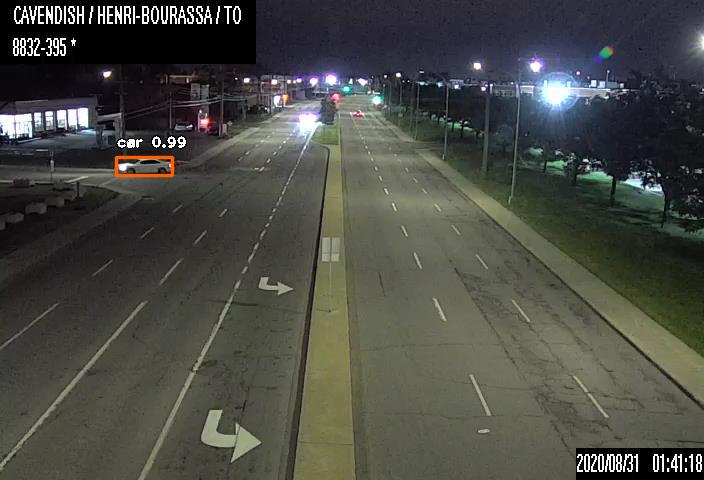 CAVENDISH / HENRI-BOURASSA / TO
8832-395 *
car 0.99
2020/08/31 01:41:18